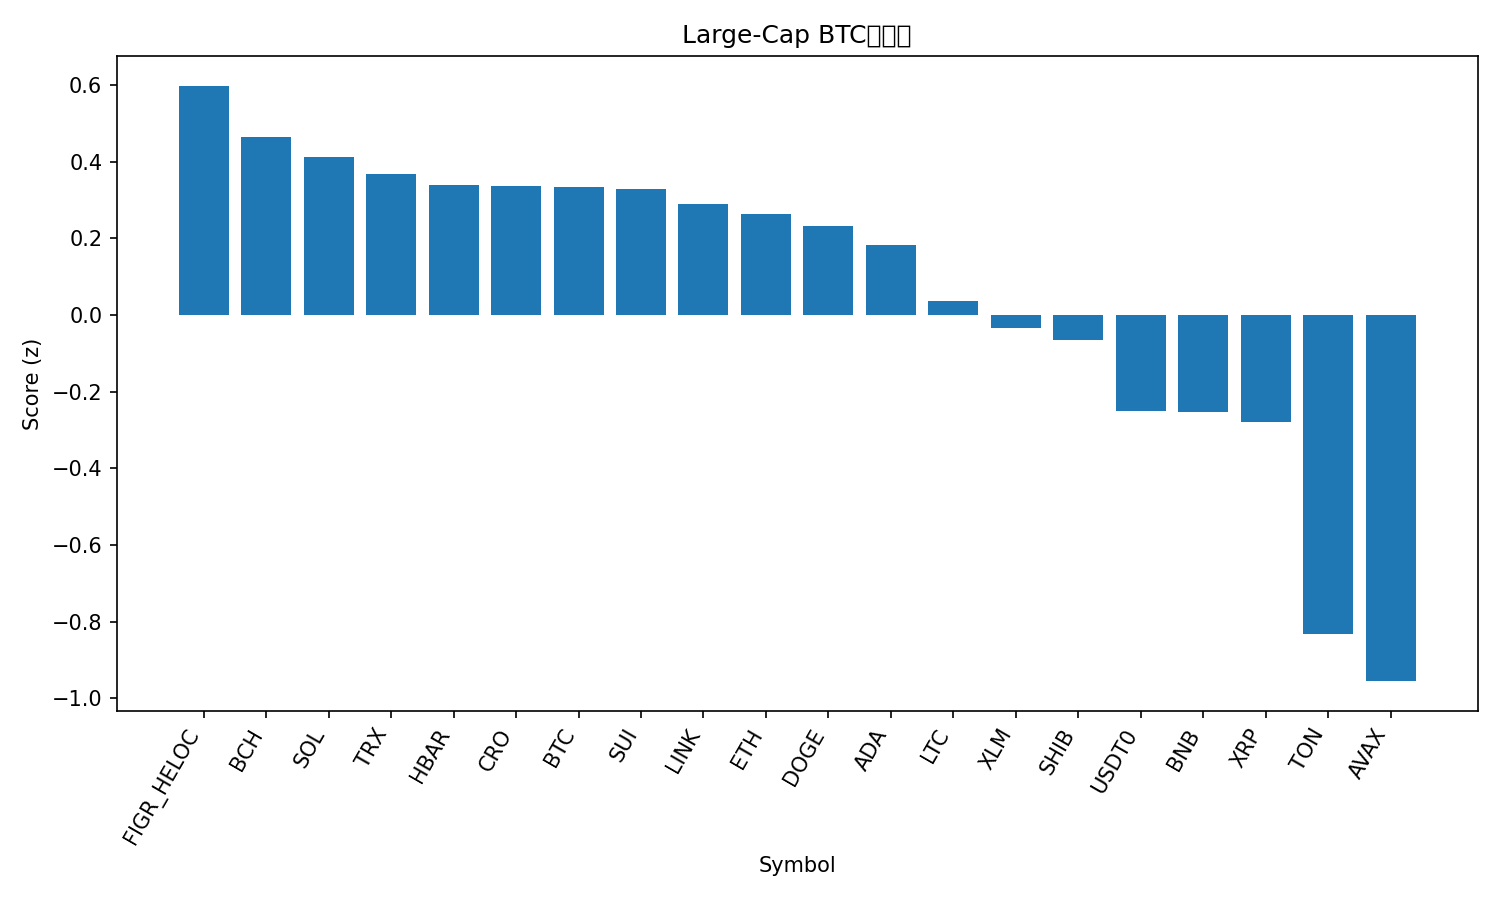 Large-Cap BTC
Score (z)
0.6
0.4
0.2
0.0
−0.2
−0.4
−0.6
−0.8
−1.0
FIGR_HELOC
BCH
SOL
TRX
HBAR
CRO
BTC
SUI
LINK
ETH
DOGE
ADA
LTC
XLM
SHIB
USDT0
BNB
XRP
TON
AVAX
Symbol